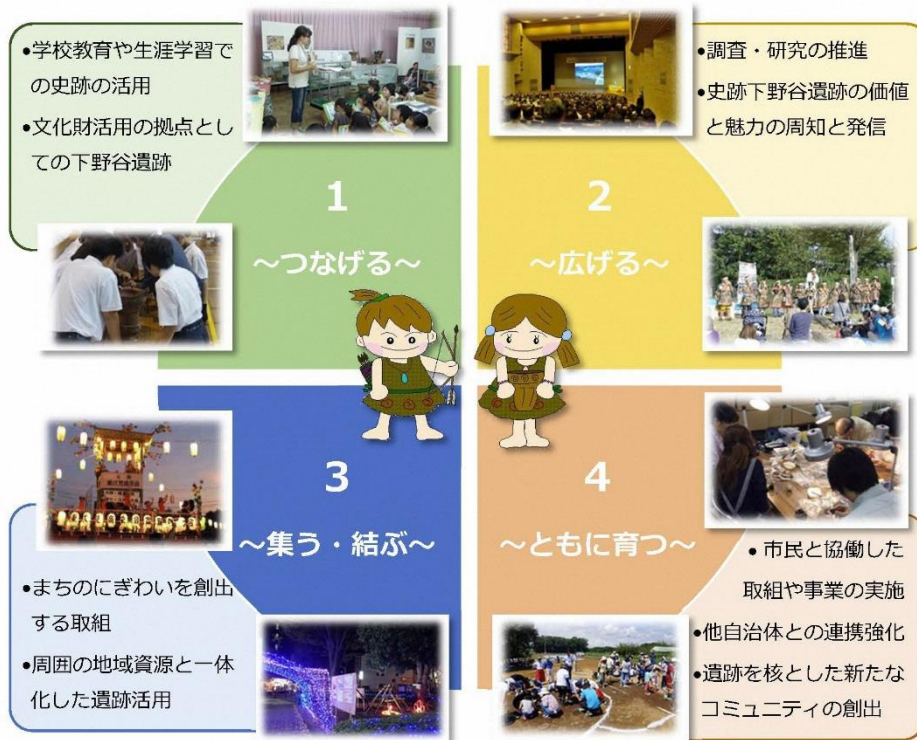 •学校教育や生涯学習で
の史跡の活用
•文化財活用の拠点とし
ての下野谷遺跡
1
～つなげる～
•調査・研究の推進
•史跡下野谷遺跡の価値
と魅力の周知と発信
2
～広げる～
3
～集う・結ぶ～
•まちのにぎわいを創出
する取組
•周囲の地域資源と一体
化した遺跡活用
4
～ともに育つ～
•市民と協働した
取組や事業の実施
•他自治体との連携強化
•遺跡を核とした新たな
コミュニティの創出